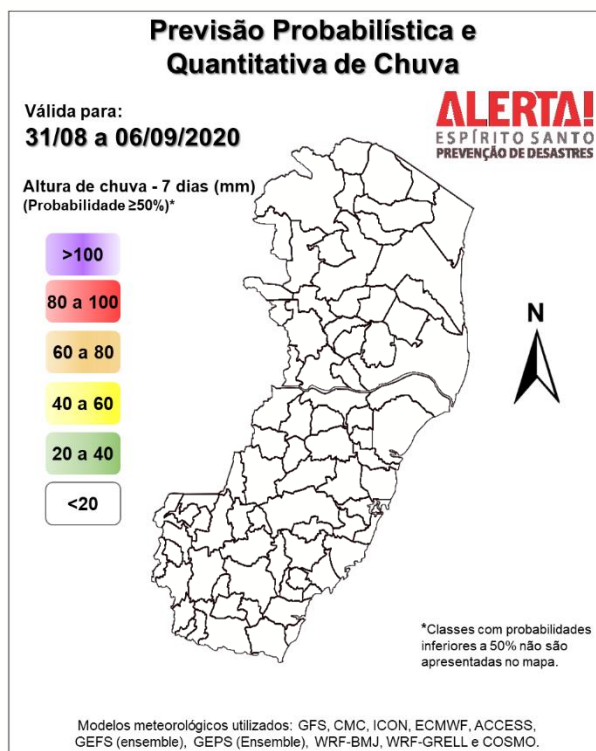 Previsão Probabilística e
Quantitativa de Chuva
Válida para:
31/08 a 06/09/2020
ALERTA!
ESPÍRITO SANTO
PREVENÇÃO DE DESASTRES
Altura de chuva - 7 dias (mm)
(Probabilidade ≥50%)*
>100
80 a 100
60 a 80
40 a 60
20 a 40
<20
N
*Classes com probabilidades
inferiores a 50% não são
apresentadas no mapa.
Modelos meteorológicos utilizados: GFS, CMC, ICON, ECMWF, ACCESS,
GEFS (ensemble), GEPS (Ensemble), WRF-BMJ, WRF-GRELL e COSMO.